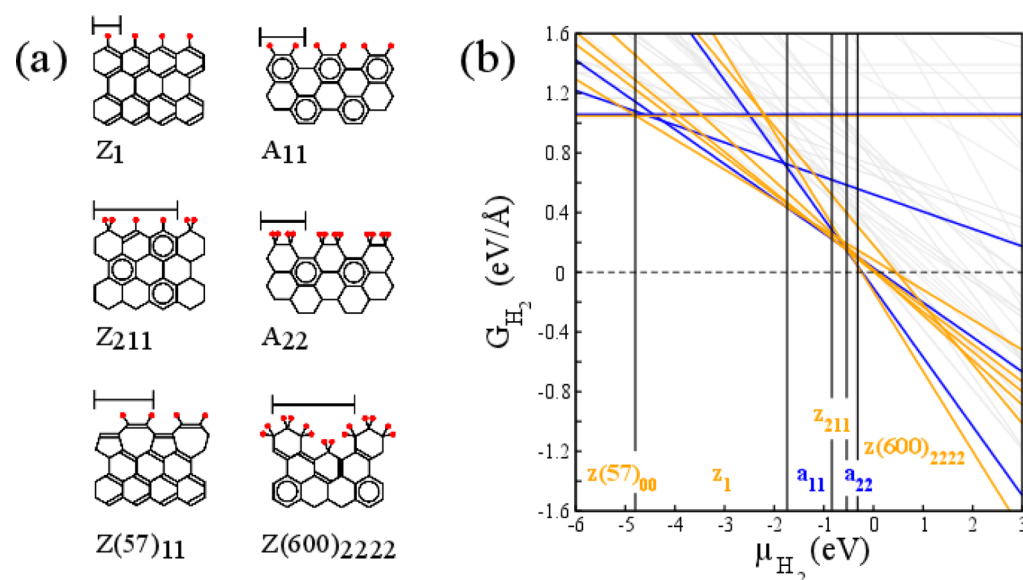 (a)
Z₁ A₁₁
Z₂₁₁ A₂₂
Z(57)₁₁ Z(600)₂₂₂₂
(b)
G_H₂ (eV/Å)
1.6
1.2
0.8
0.4
0
-0.4
-0.8
-1.2
-1.6
z(57)₀₀ z₁ a₁₁ z₂₁₁ a₂₂ z(600)₂₂₂₂
-6 -5 -4 -3 -2 -1 0 1 2 3
μ_H₂ (eV)